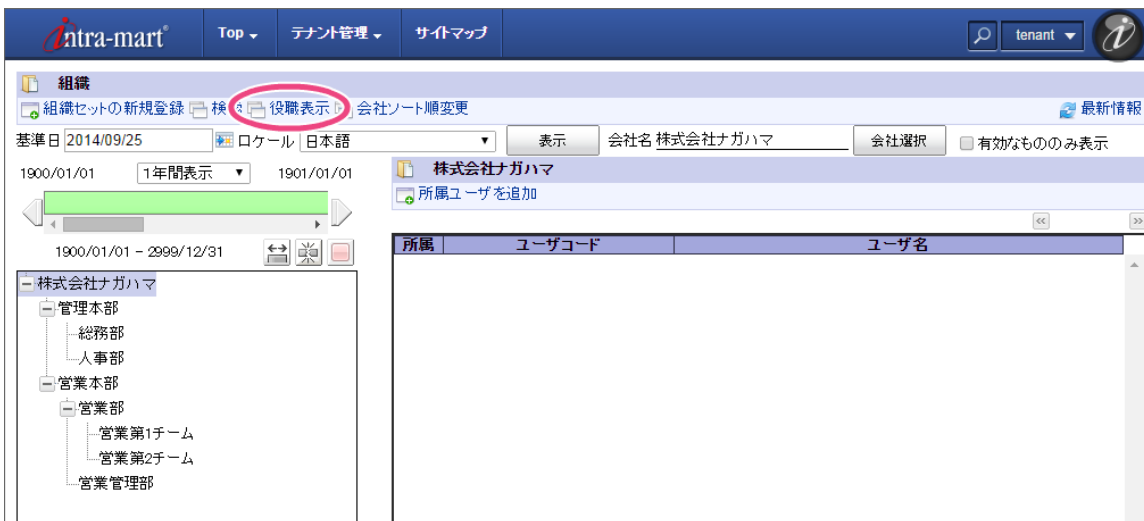 intra-mart® Top テナント管理 サイトマップ tenant
組織
組織セットの新規登録 検索 役職表示 会社ソート順変更 最新情報
基準日 2014/09/25 ロケール 日本語 表示 会社名 株式会社ナガハマ 会社選択 有効なもののみ表示
1900/01/01 1年間表示 1901/01/01
株式会社ナガハマ
所属ユーザを追加
<< >>
1900/01/01 - 2999/12/31
所属 ユーザコード ユーザ名
株式会社ナガハマ
管理本部
総務部
人事部
営業本部
営業部
営業第1チーム
営業第2チーム
営業管理部